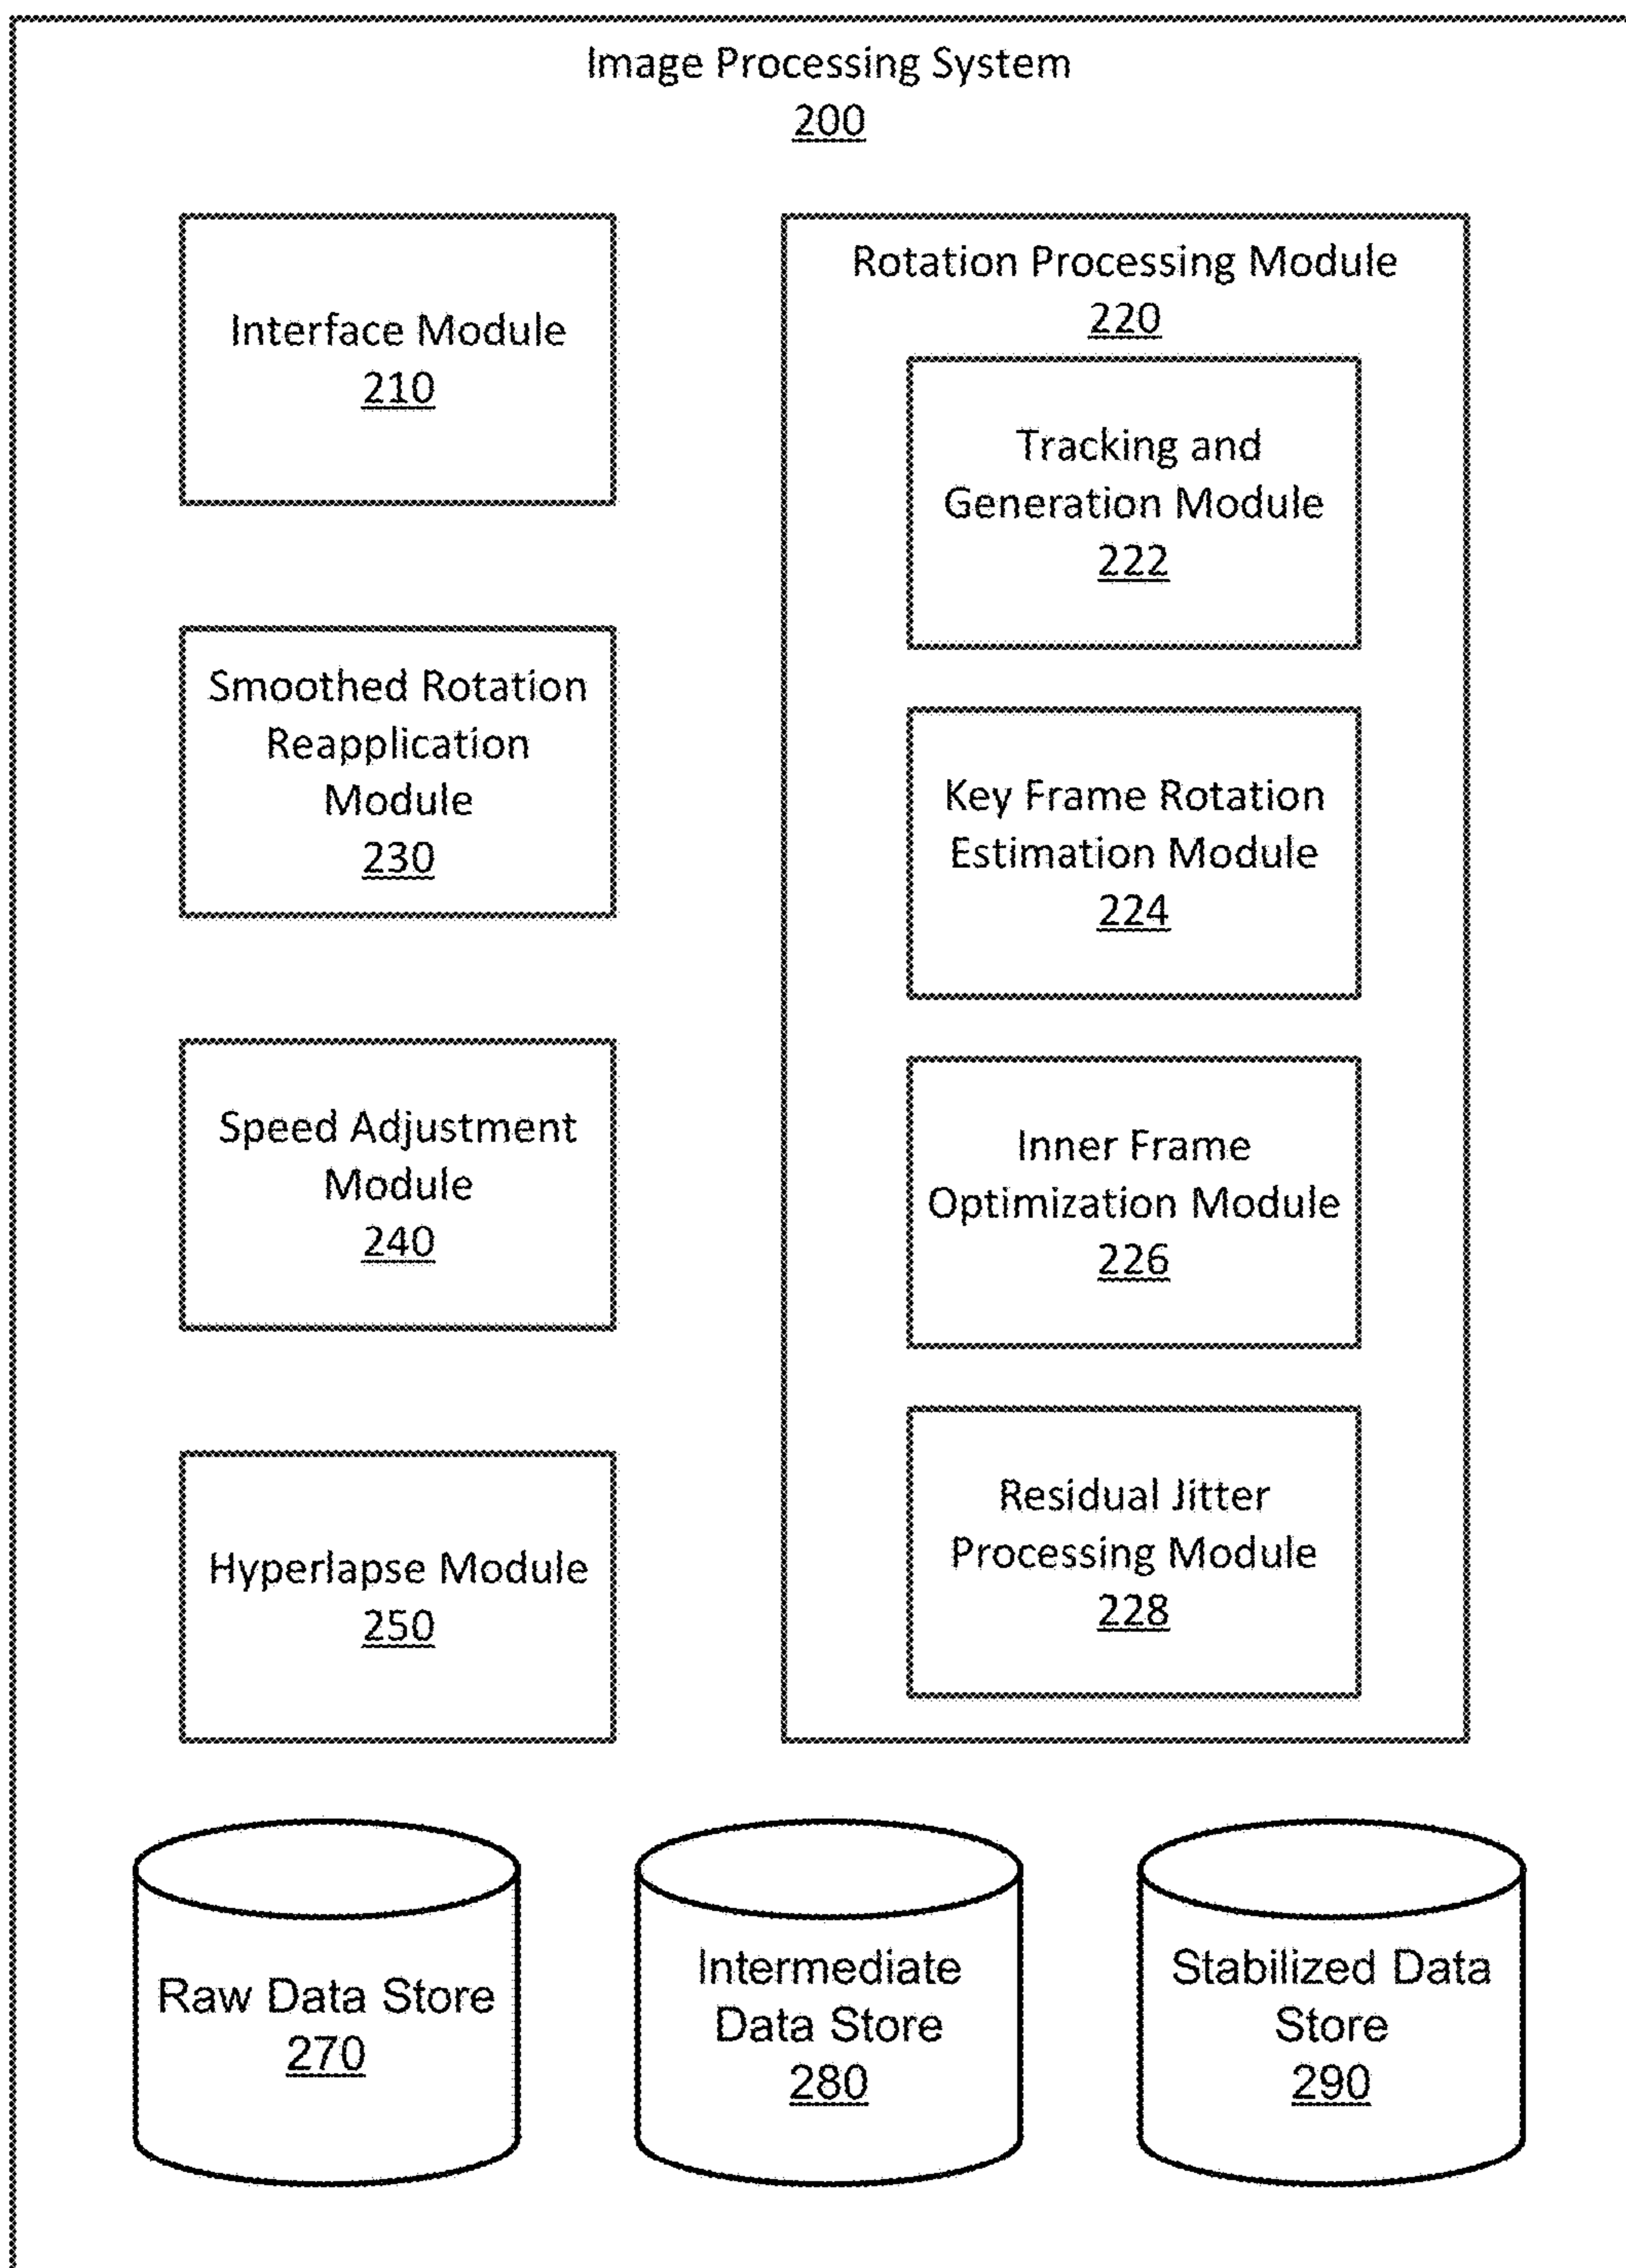 Image Processing System
200
Interface Module
210
Smoothed Rotation
Reapplication
Module
230
Speed Adjustment
Module
240
Hyperlapse Module
250
Rotation Processing Module
220
Tracking and
Generation Module
222
Key Frame Rotation
Estimation Module
224
Inner Frame
Optimization Module
226
Residual Jitter
Processing Module
228
Raw Data Store
270
Intermediate
Data Store
280
Stabilized Data
Store
290